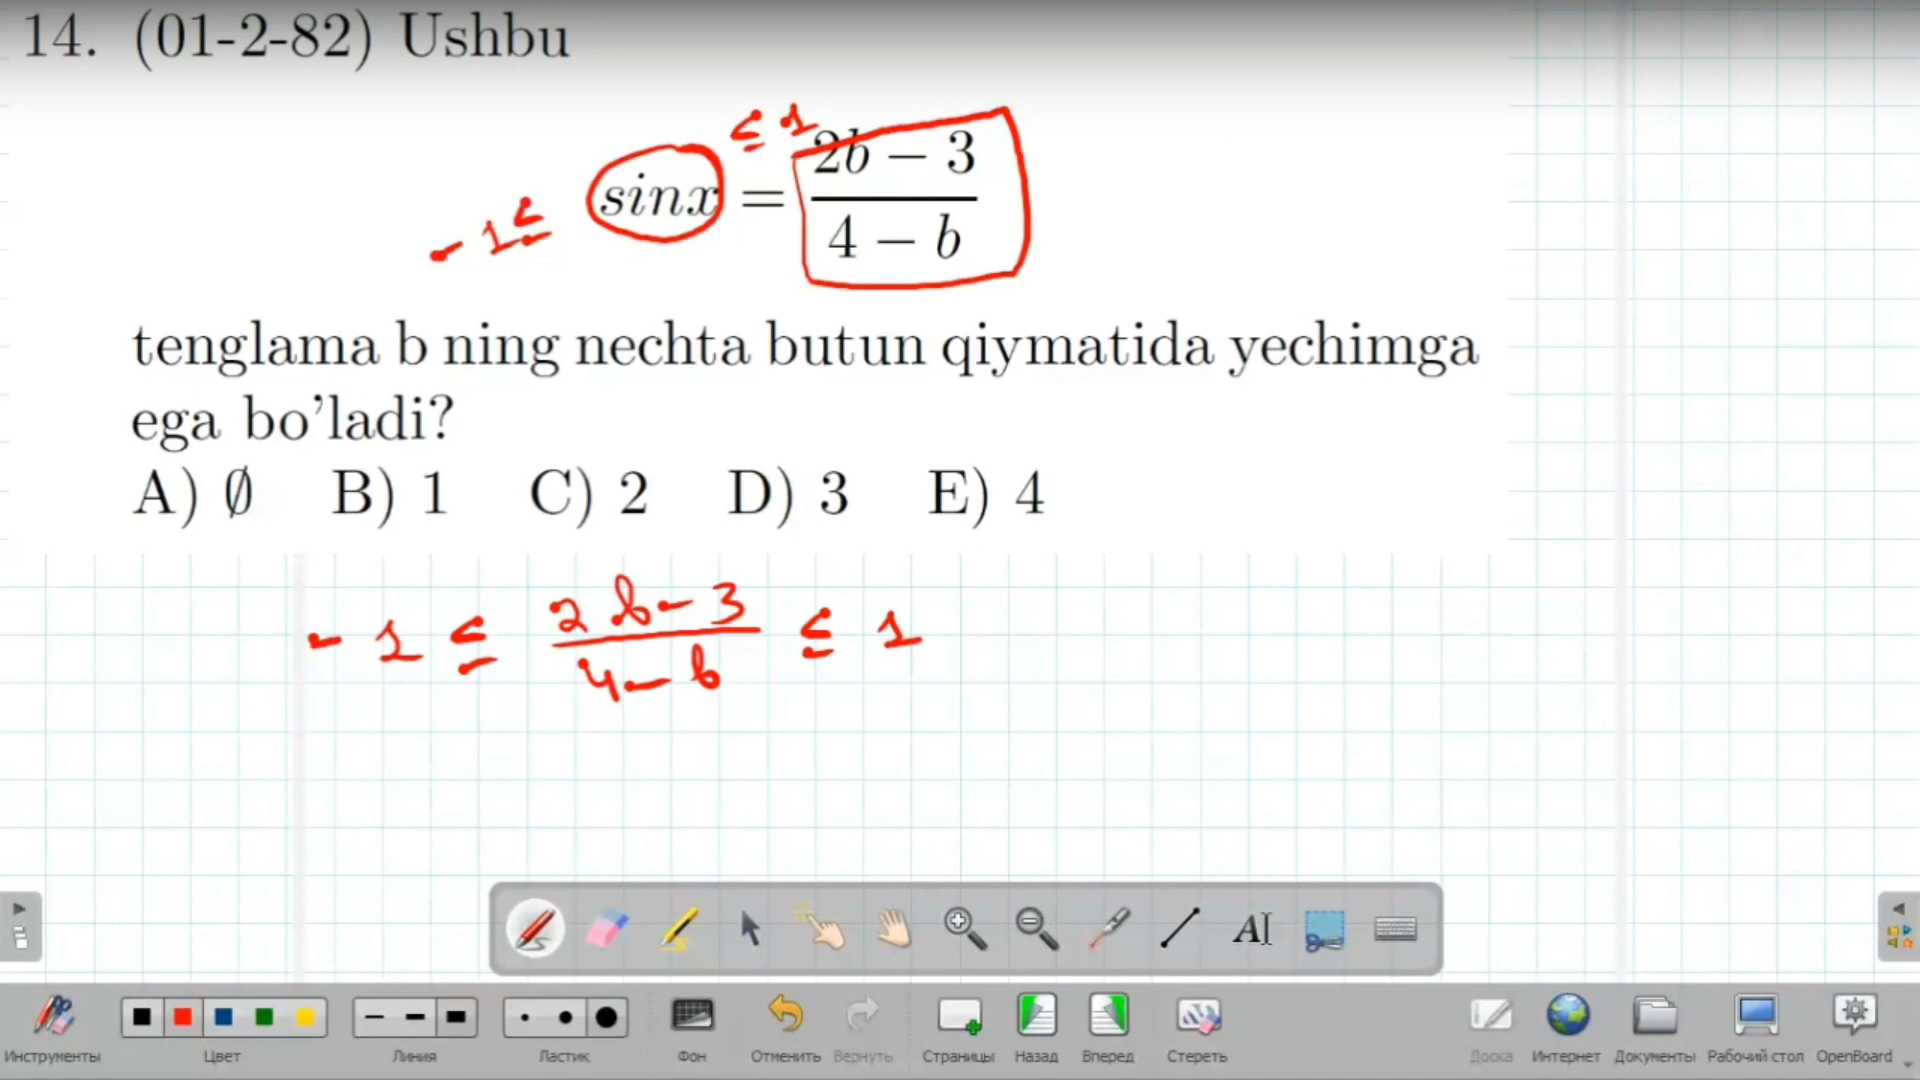 14. (01-2-82) Ushbu
≤ 1
-1 ≤ sinx = 2b − 3
4 − b
tenglama b ning nechta butun qiymatida yechimga
ega bo'ladi?
A) ∅ B) 1 C) 2 D) 3 E) 4
2b - 3
- 1 ≤ ≤ 1
4 - b
AI
Инструменты Цвет Линия Ластик Фон Отменить Вернуть Страницы Назад Вперед Стереть Доска Интернет Документы Рабочий стол OpenBoard